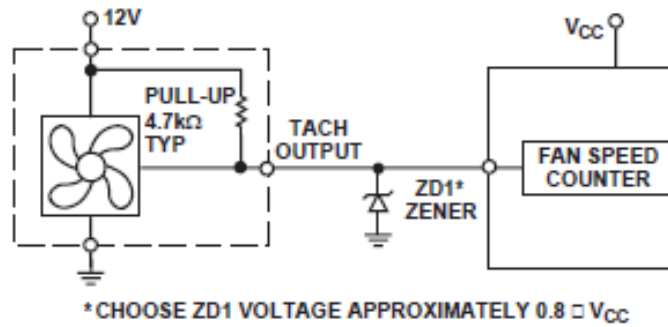 12V
VCC
PULL-UP
4.7kΩ
TYP
TACH
OUTPUT
ZD1*
ZENER
FAN SPEED
COUNTER
*CHOOSE ZD1 VOLTAGE APPROXIMATELY 0.8 □ VCC